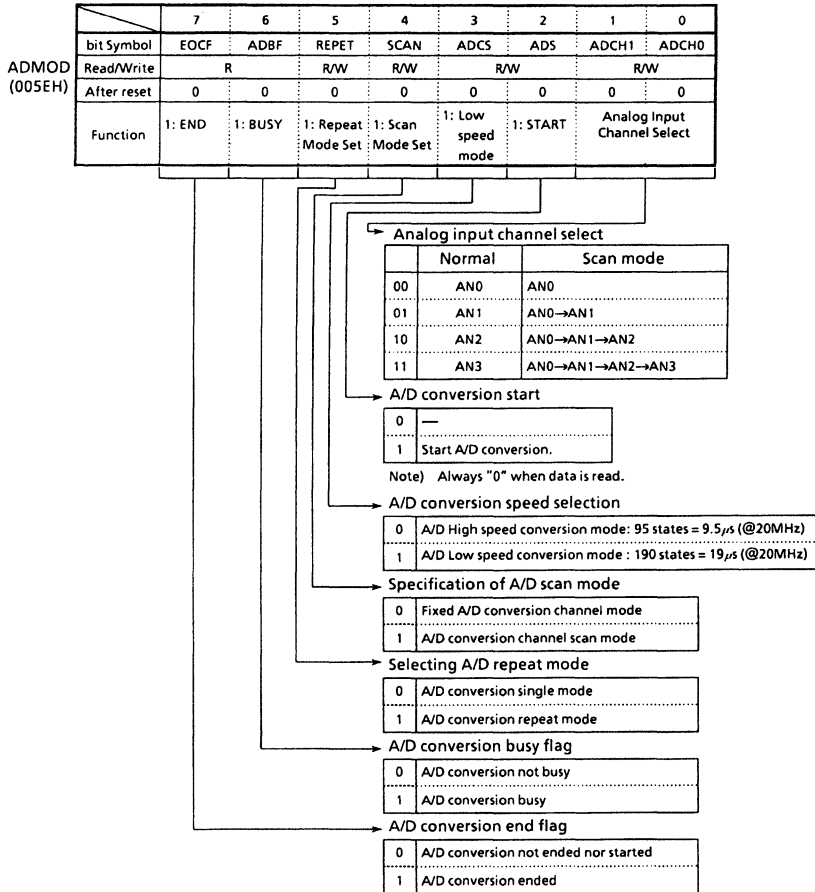 7 6 5 4 3 2 1 0
bit Symbol EOCF ADBF REPET SCAN ADCS ADS ADCH1 ADCH0
ADMOD
(005EH)
Read/Write R R/W R/W R/W R/W
After reset 0 0 0 0 0 0 0 0
Function 1: END 1: BUSY 1: Repeat Mode Set 1: Scan Mode Set 1: Low speed mode 1: START Analog Input Channel Select
Analog input channel select
Normal Scan mode
00 AN0 AN0
01 AN1 AN0→AN1
10 AN2 AN0→AN1→AN2
11 AN3 AN0→AN1→AN2→AN3
A/D conversion start
0 —
1 Start A/D conversion.
Note) Always "0" when data is read.
A/D conversion speed selection
0 A/D High speed conversion mode: 95 states = 9.5μs (@20MHz)
1 A/D Low speed conversion mode : 190 states = 19μs (@20MHz)
Specification of A/D scan mode
0 Fixed A/D conversion channel mode
1 A/D conversion channel scan mode
Selecting A/D repeat mode
0 A/D conversion single mode
1 A/D conversion repeat mode
A/D conversion busy flag
0 A/D conversion not busy
1 A/D conversion busy
A/D conversion end flag
0 A/D conversion not ended nor started
1 A/D conversion ended